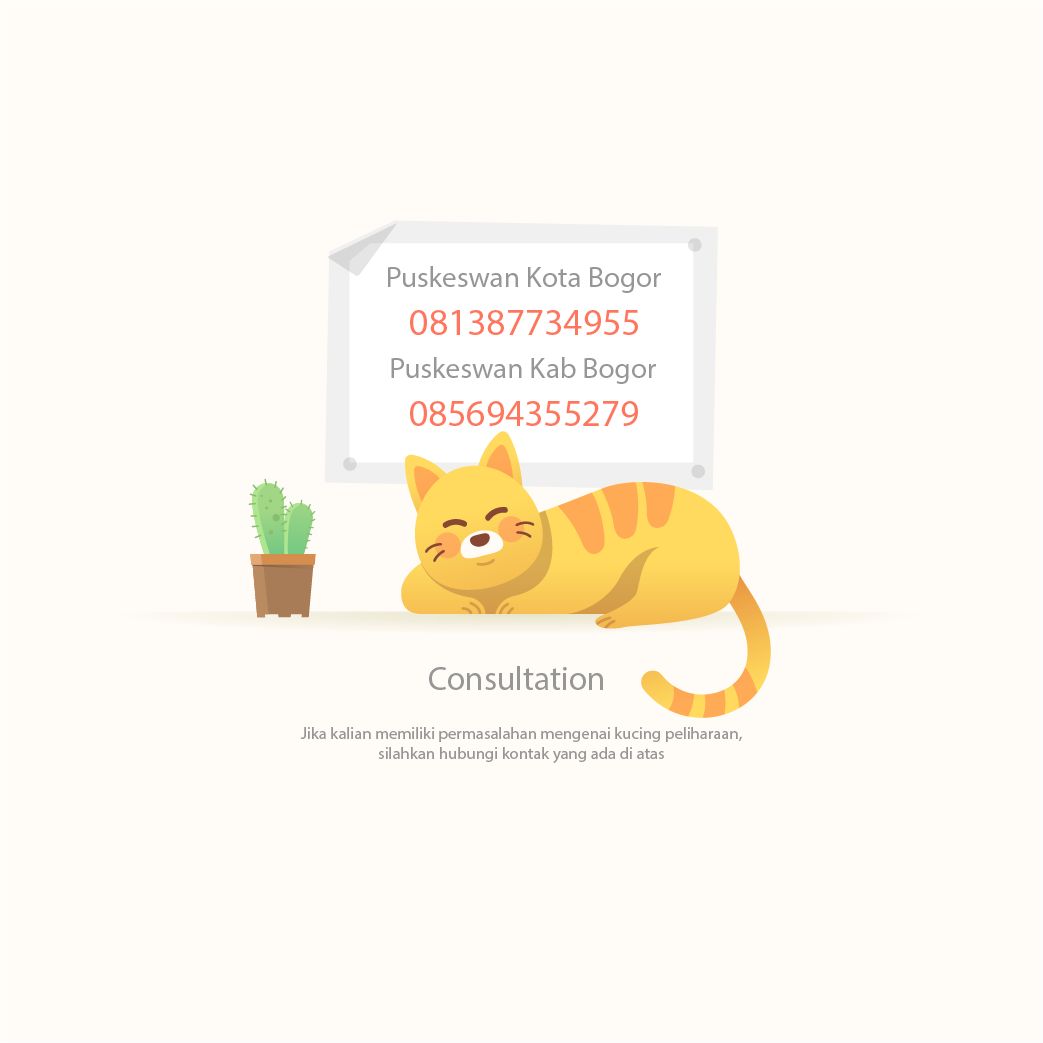 Puskeswan Kota Bogor
081387734955
Puskeswan Kab Bogor
085694355279
Consultation
Jika kalian memiliki permasalahan mengenai kucing peliharaan,
silahkan hubungi kontak yang ada di atas